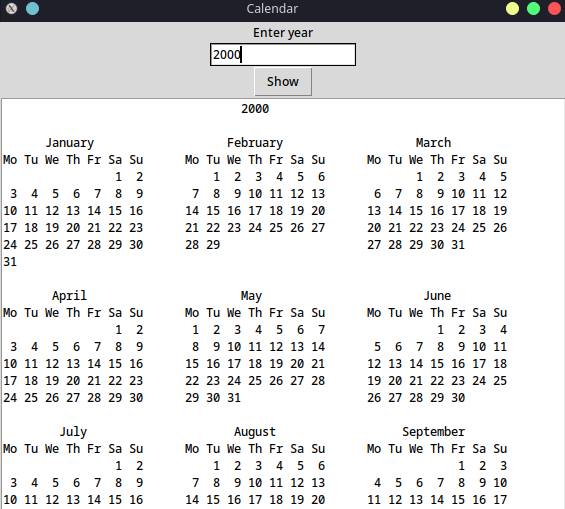 Calendar
Enter year
2000
Show
2000
January February March
Mo Tu We Th Fr Sa Su Mo Tu We Th Fr Sa Su Mo Tu We Th Fr Sa Su
1 2 1 2 3 4 5 6 1 2 3 4 5
3 4 5 6 7 8 9 7 8 9 10 11 12 13 6 7 8 9 10 11 12
10 11 12 13 14 15 16 14 15 16 17 18 19 20 13 14 15 16 17 18 19
17 18 19 20 21 22 23 21 22 23 24 25 26 27 20 21 22 23 24 25 26
24 25 26 27 28 29 30 28 29 27 28 29 30 31
31
April May June
Mo Tu We Th Fr Sa Su Mo Tu We Th Fr Sa Su Mo Tu We Th Fr Sa Su
1 2 1 2 3 4 5 6 7 1 2 3 4
3 4 5 6 7 8 9 8 9 10 11 12 13 14 5 6 7 8 9 10 11
10 11 12 13 14 15 16 15 16 17 18 19 20 21 12 13 14 15 16 17 18
17 18 19 20 21 22 23 22 23 24 25 26 27 28 19 20 21 22 23 24 25
24 25 26 27 28 29 30 29 30 31 26 27 28 29 30
July August September
Mo Tu We Th Fr Sa Su Mo Tu We Th Fr Sa Su Mo Tu We Th Fr Sa Su
1 2 1 2 3 4 5 6 1 2 3
3 4 5 6 7 8 9 7 8 9 10 11 12 13 4 5 6 7 8 9 10
10 11 12 13 14 15 16 14 15 16 17 18 19 20 11 12 13 14 15 16 17